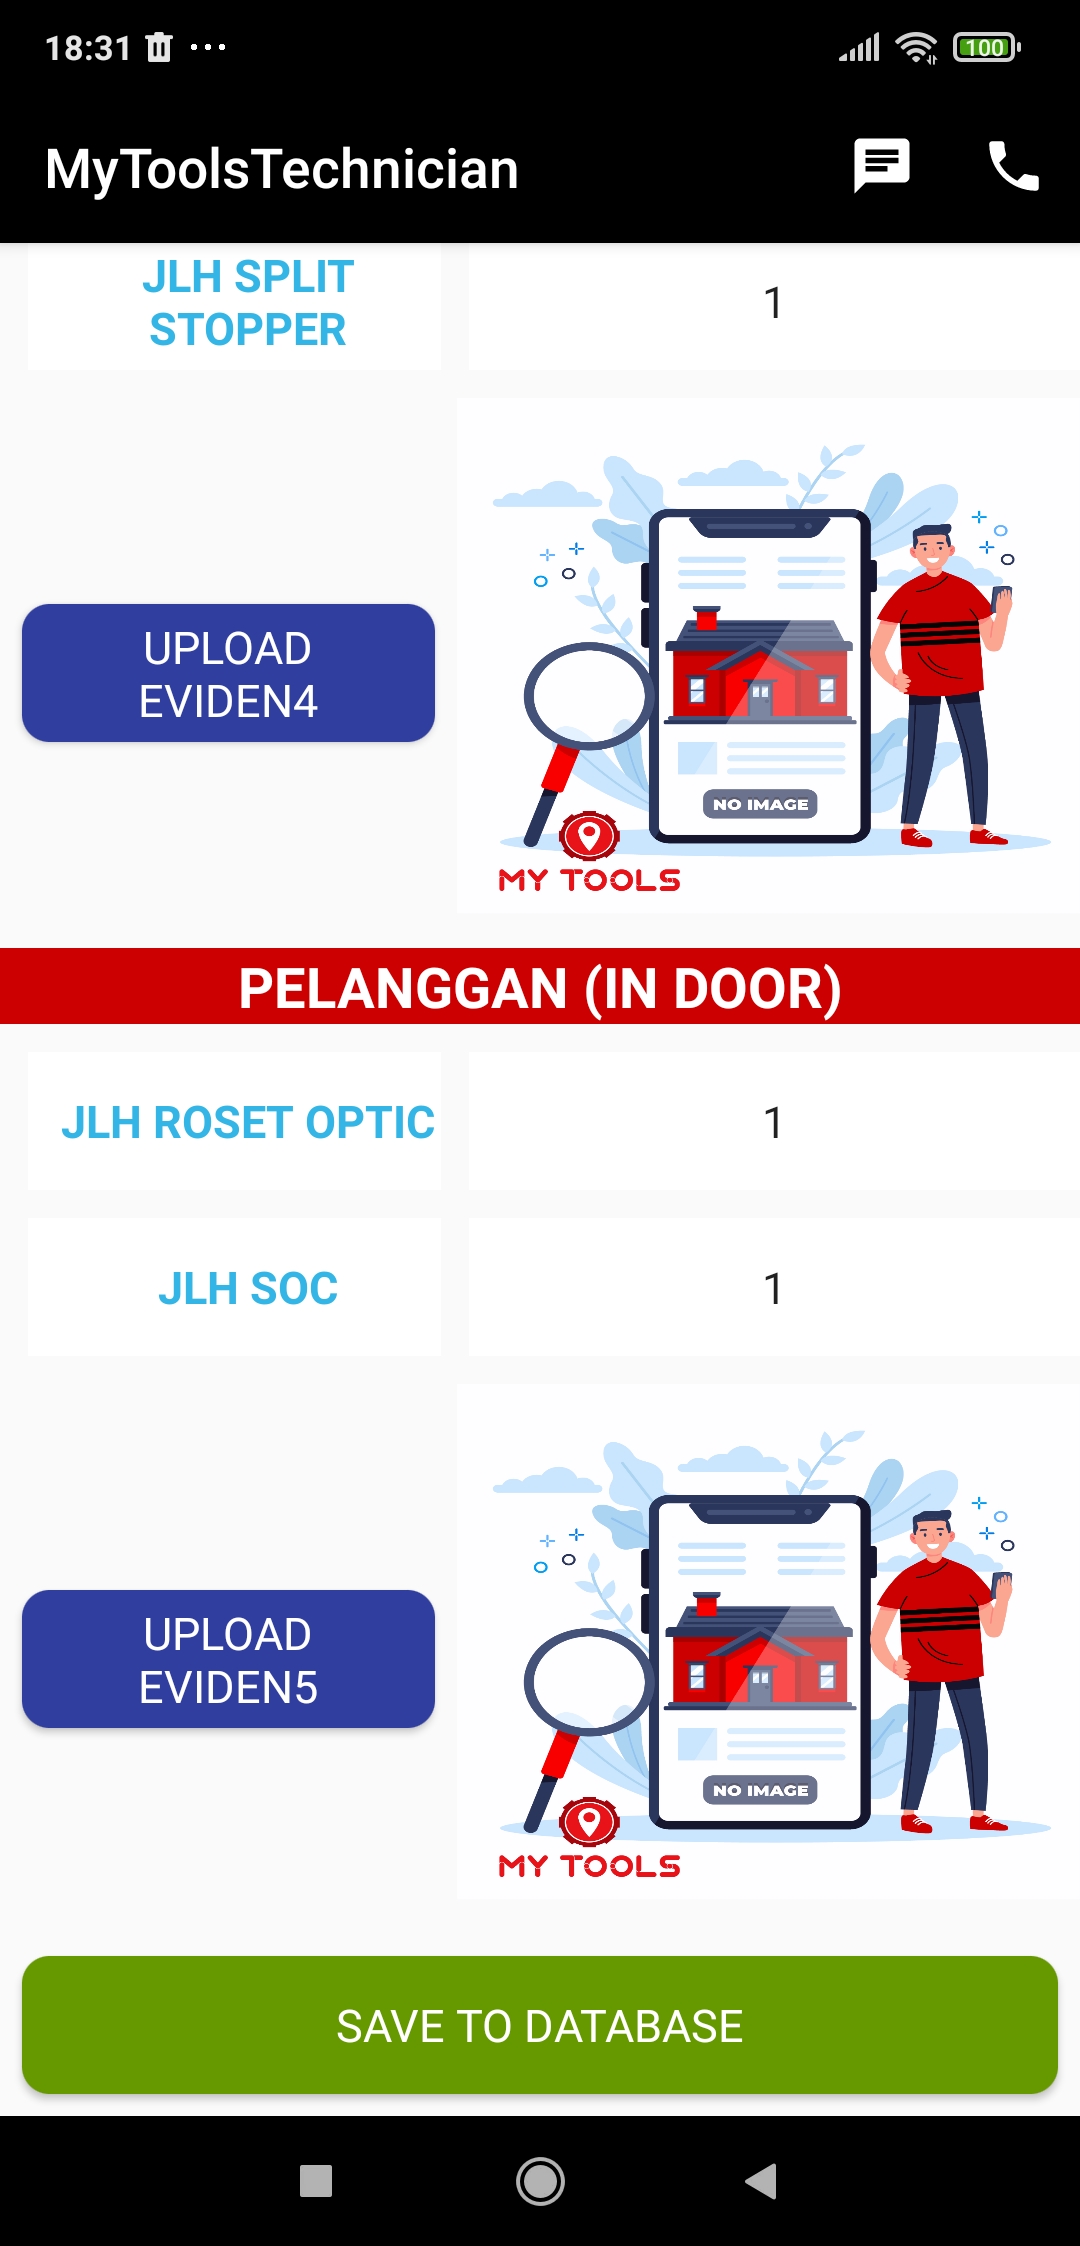 18:31
100
MyToolsTechnician
JLH SPLIT
STOPPER
1
NO IMAGE
MY TOOLS
UPLOAD
EVIDEN4
PELANGGAN (IN DOOR)
JLH ROSET OPTIC
1
JLH SOC
1
NO IMAGE
MY TOOLS
UPLOAD
EVIDEN5
SAVE TO DATABASE